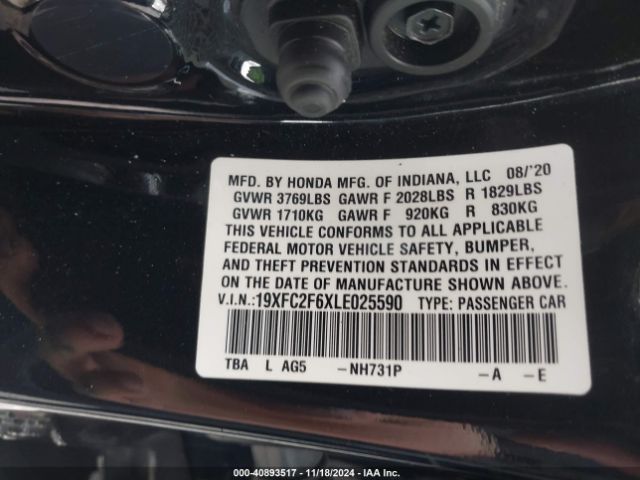 MFD. BY HONDA MFG. OF INDIANA, LLC 08/'20
GVWR 3769LBS GAWR F 2028LBS R 1829LBS
GVWR 1710KG GAWR F 920KG R 830KG
THIS VEHICLE CONFORMS TO ALL APPLICABLE
FEDERAL MOTOR VEHICLE SAFETY, BUMPER,
AND THEFT PREVENTION STANDARDS IN EFFECT
ON THE DATE OF MANUFACTURE SHOWN ABOVE.
V.I.N.:19XFC2F6XLE025590 TYPE: PASSENGER CAR
TBA L AG5 -NH731P -A -E
000-40893517 - 11/18/2024 - IAA Inc.